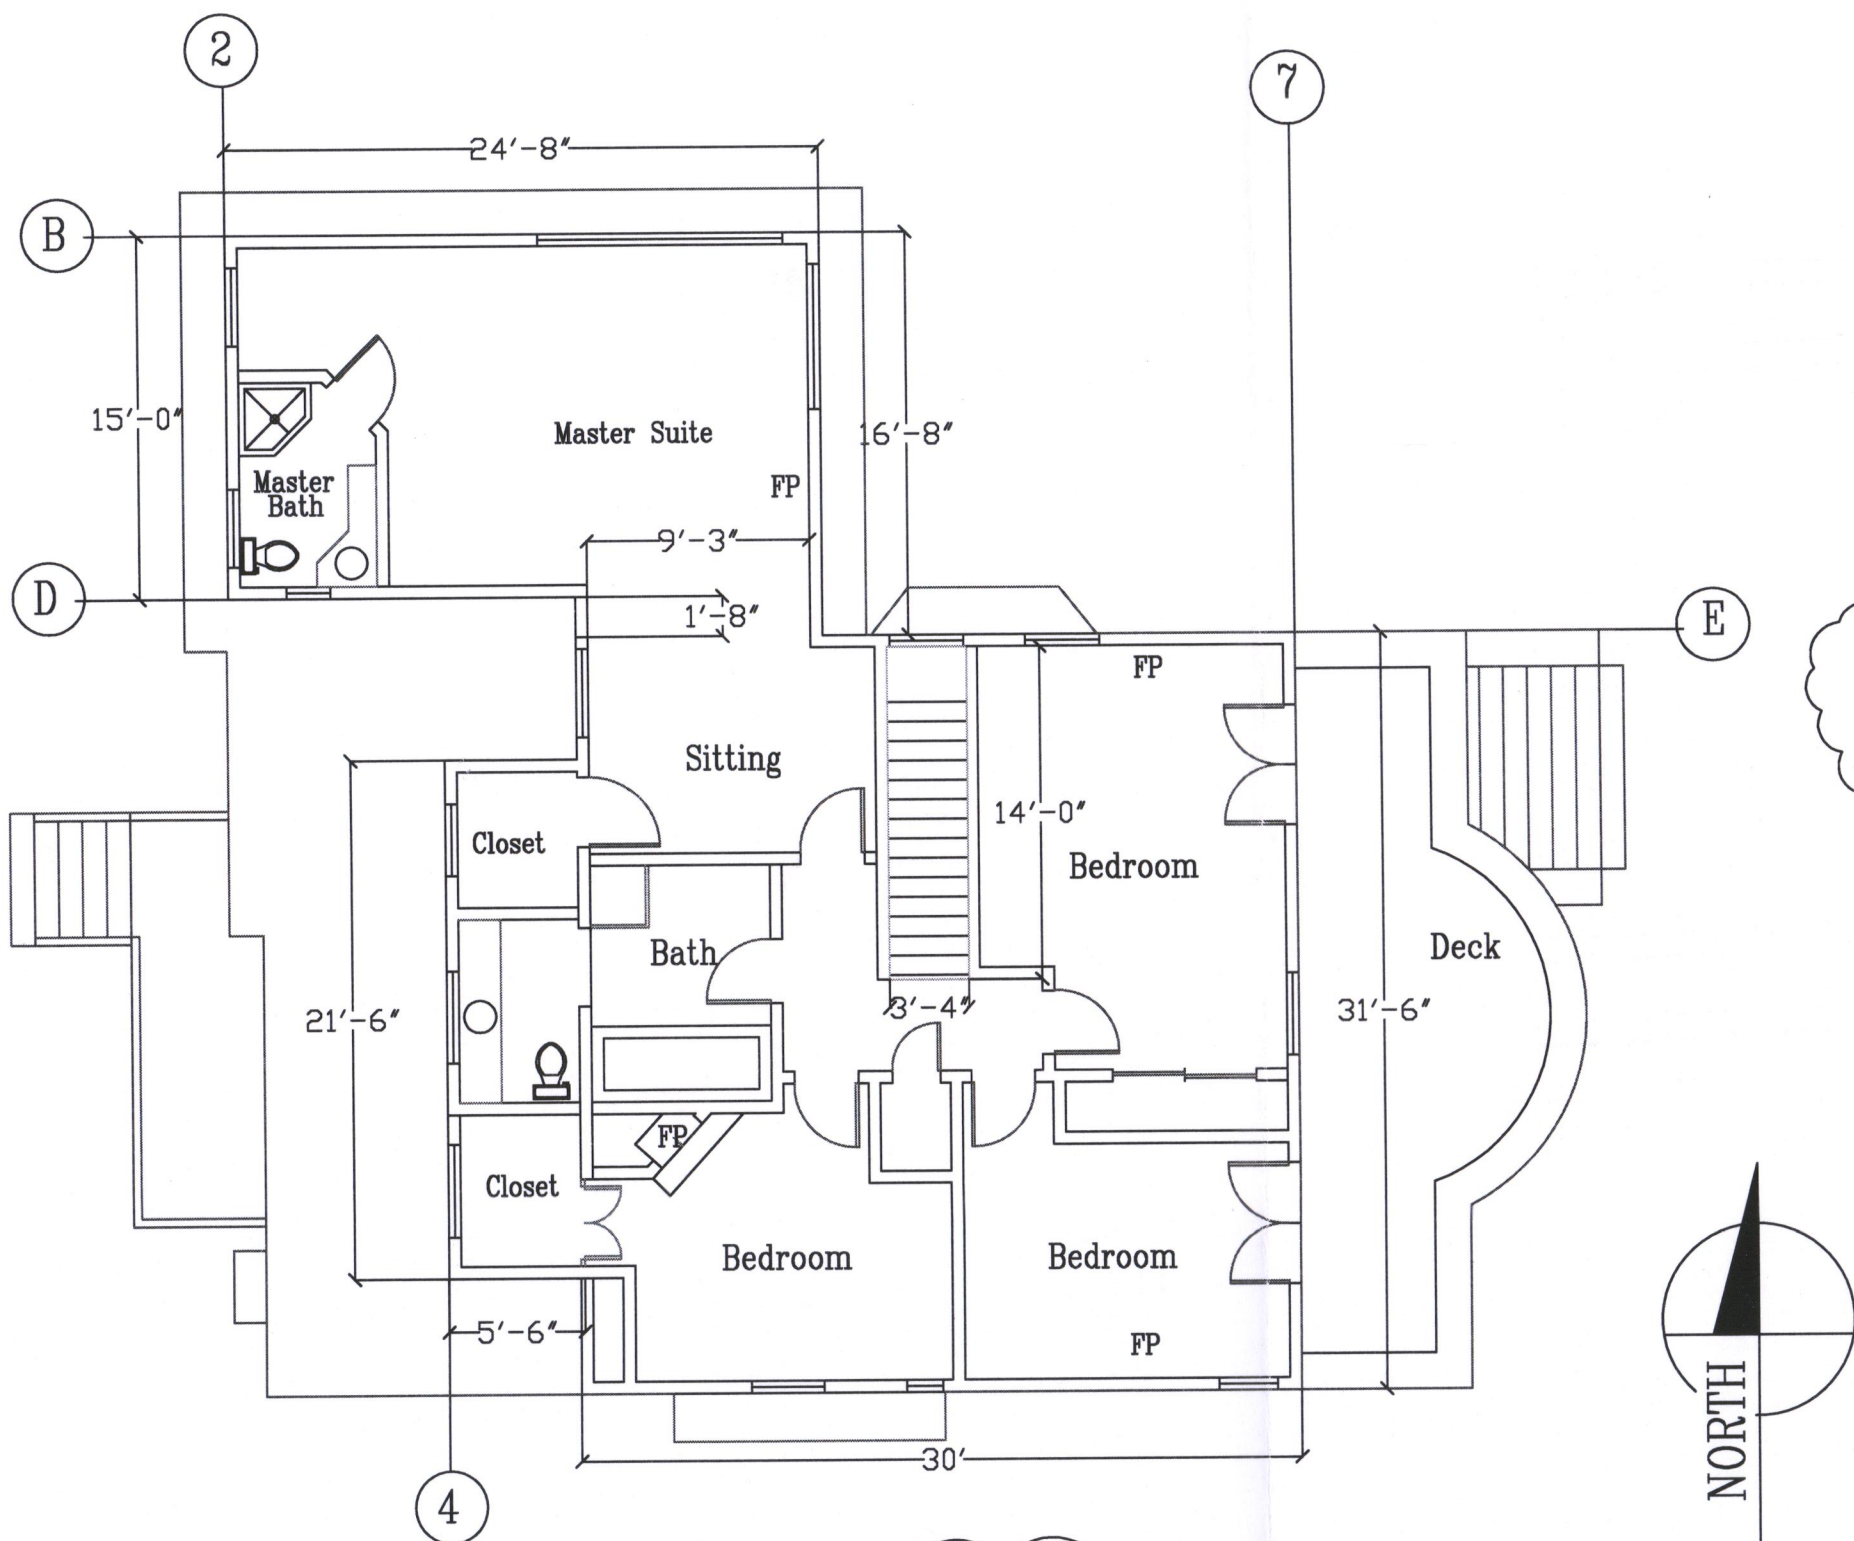 2
7
24'-8"
B
15'-0"
Master Suite
16'-8"
FP
Master
Bath
9'-3"
D
1'-8"
E
FP
Sitting
14'-0"
Closet
Bedroom
Bath
Deck
3'-4"
31'-6"
21'-6"
FP
Closet
Bedroom
Bedroom
5'-6"
FP
NORTH
30'
4